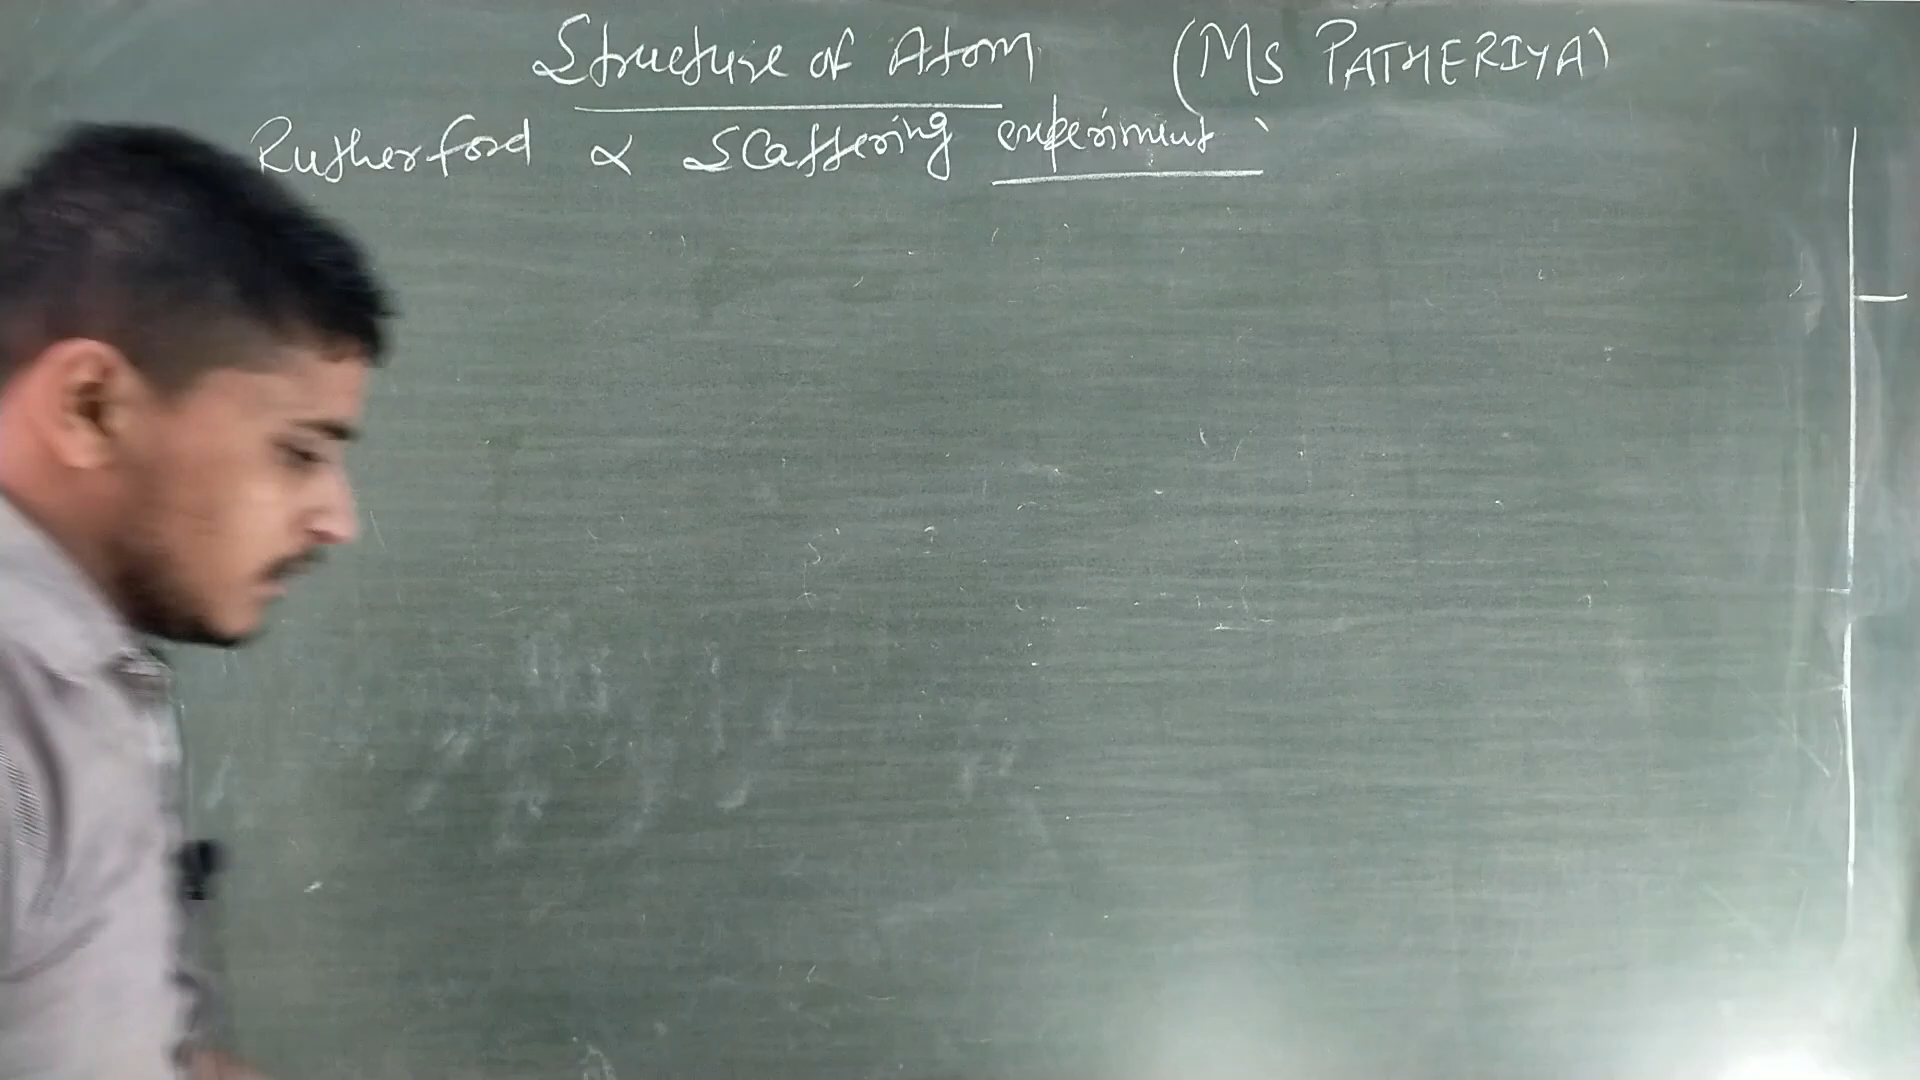 Structure of Atom (MS PATHERIYA)
Rutherford α Scattering experiment